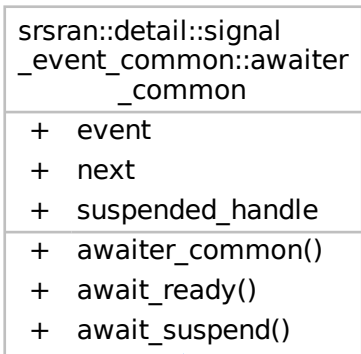 srsran::detail::signal
_event_common::awaiter
_common
+ event
+ next
+ suspended_handle
+ awaiter_common()
+ await_ready()
+ await_suspend()